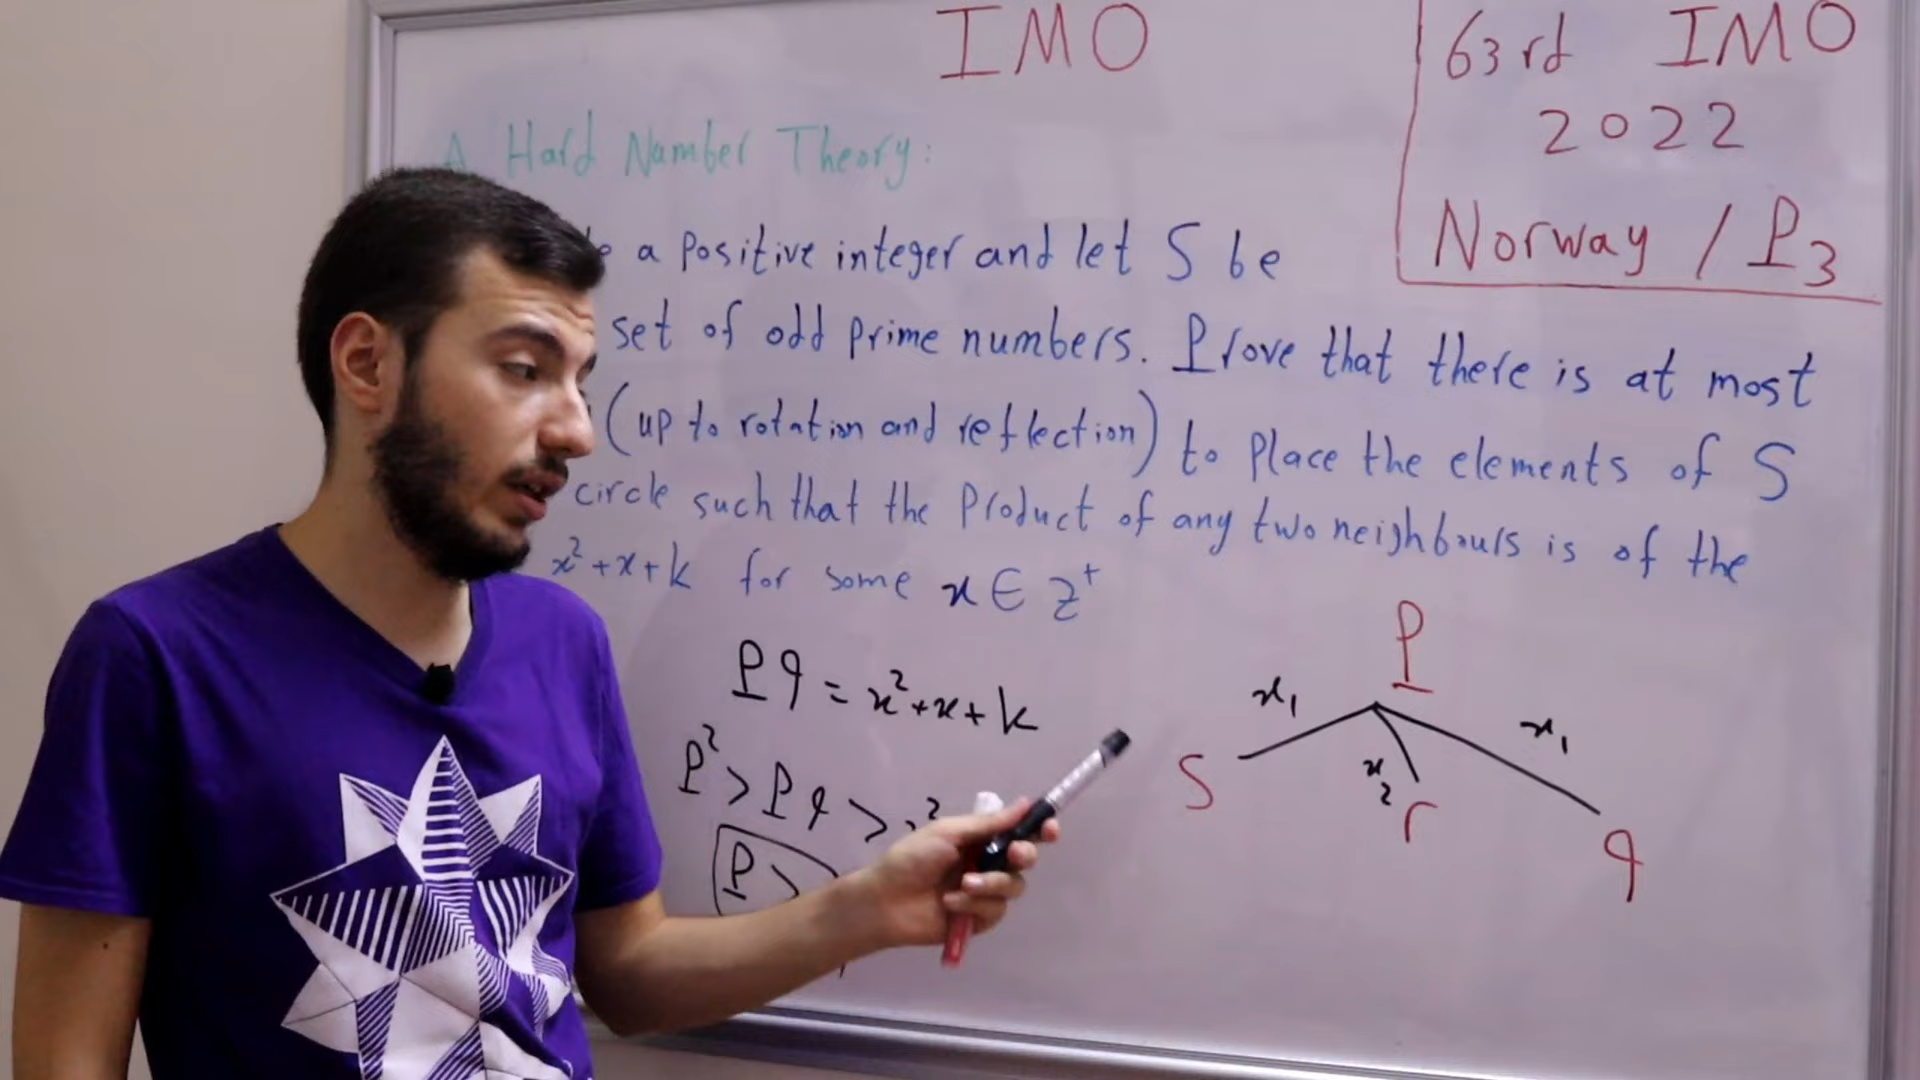 IMO
63rd IMO
2022
Norway / P3
A Hard Number Theory:
a positive integer and let S be
set of odd prime numbers. Prove that there is at most
(up to rotation and reflection) to place the elements of S
circle such that the product of any two neighbours is of the
x²+x+k for some x ∈ Z⁺
Pq = x²+x+k
P² > Pq >
P >
P
x₁
x₁
S
x₂
r
q